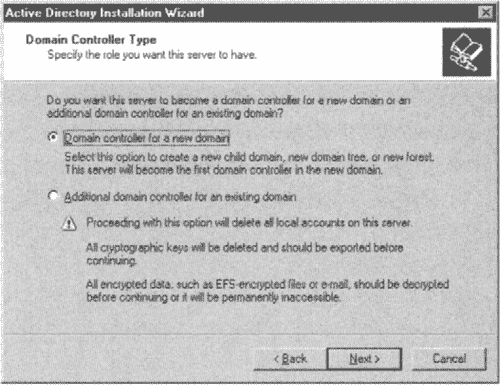 Active Directory Installation Wizard
Domain Controller Type
Specify the role you want this server to have.
Do you want this server to become a domain controller for a new domain or an
additional domain controller for an existing domain?
Domain controller for a new domain
Select this option to create a new child domain, new domain tree, or new forest.
This server will become the first domain controller in the new domain.
Additional domain controller for an existing domain
Proceeding with this option will delete all local accounts on this server.
All cryptographic keys will be deleted and should be exported before
continuing.
All encrypted data, such as EFS-encrypted files or e-mail, should be decrypted
before continuing or it will be permanently inaccessible.
< Back
Next >
Cancel